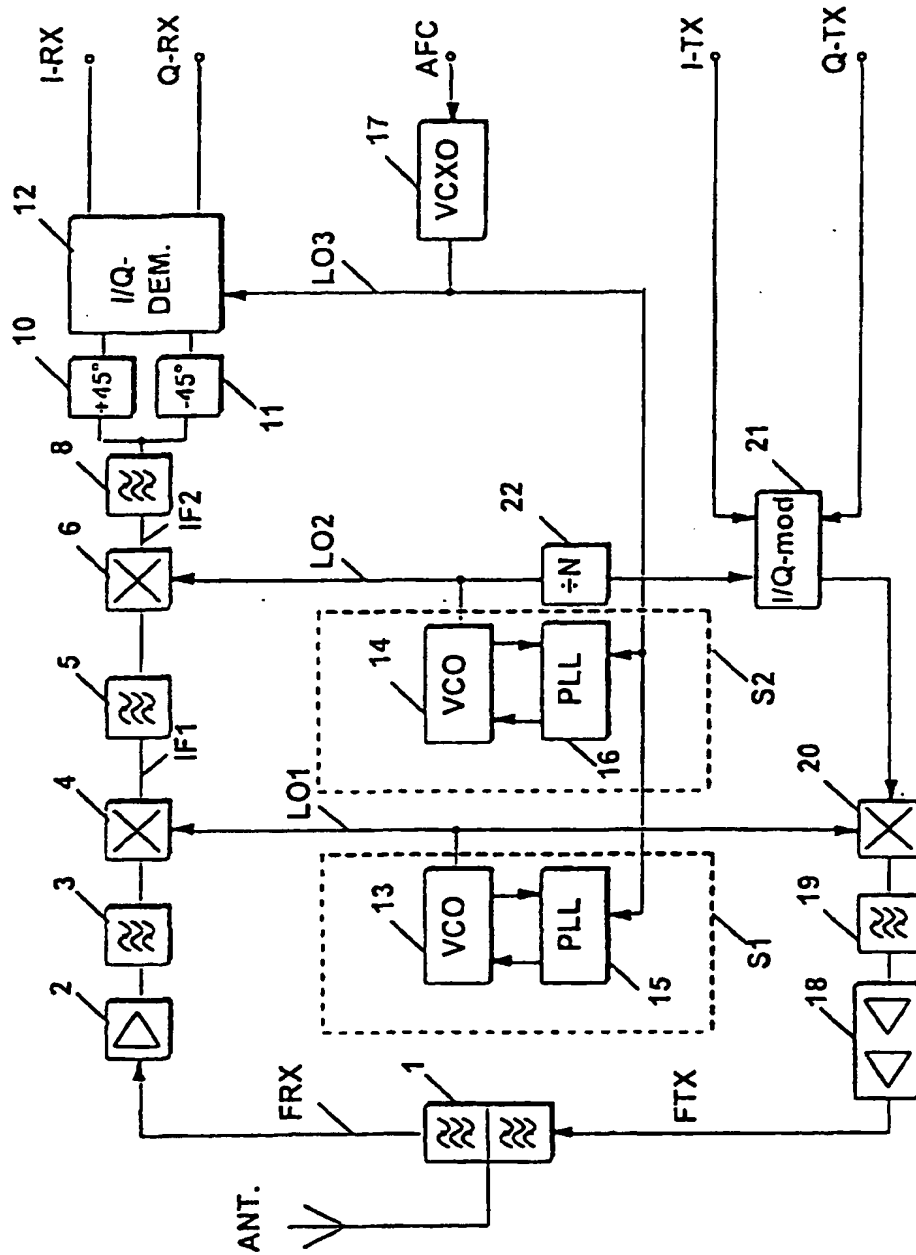 ANT.
1
FRX
FTX
2
3
4
IF1
5
6
IF2
8
10
+45°
-45°
11
12
I/Q-
DEM.
I-RX
Q-RX
LO1
LO2
LO3
13
VCO
PLL
15
S1
14
VCO
PLL
16
S2
÷N
22
17
VCXO
AFC
18
19
20
I/Q-mod
21
I-TX
Q-TX